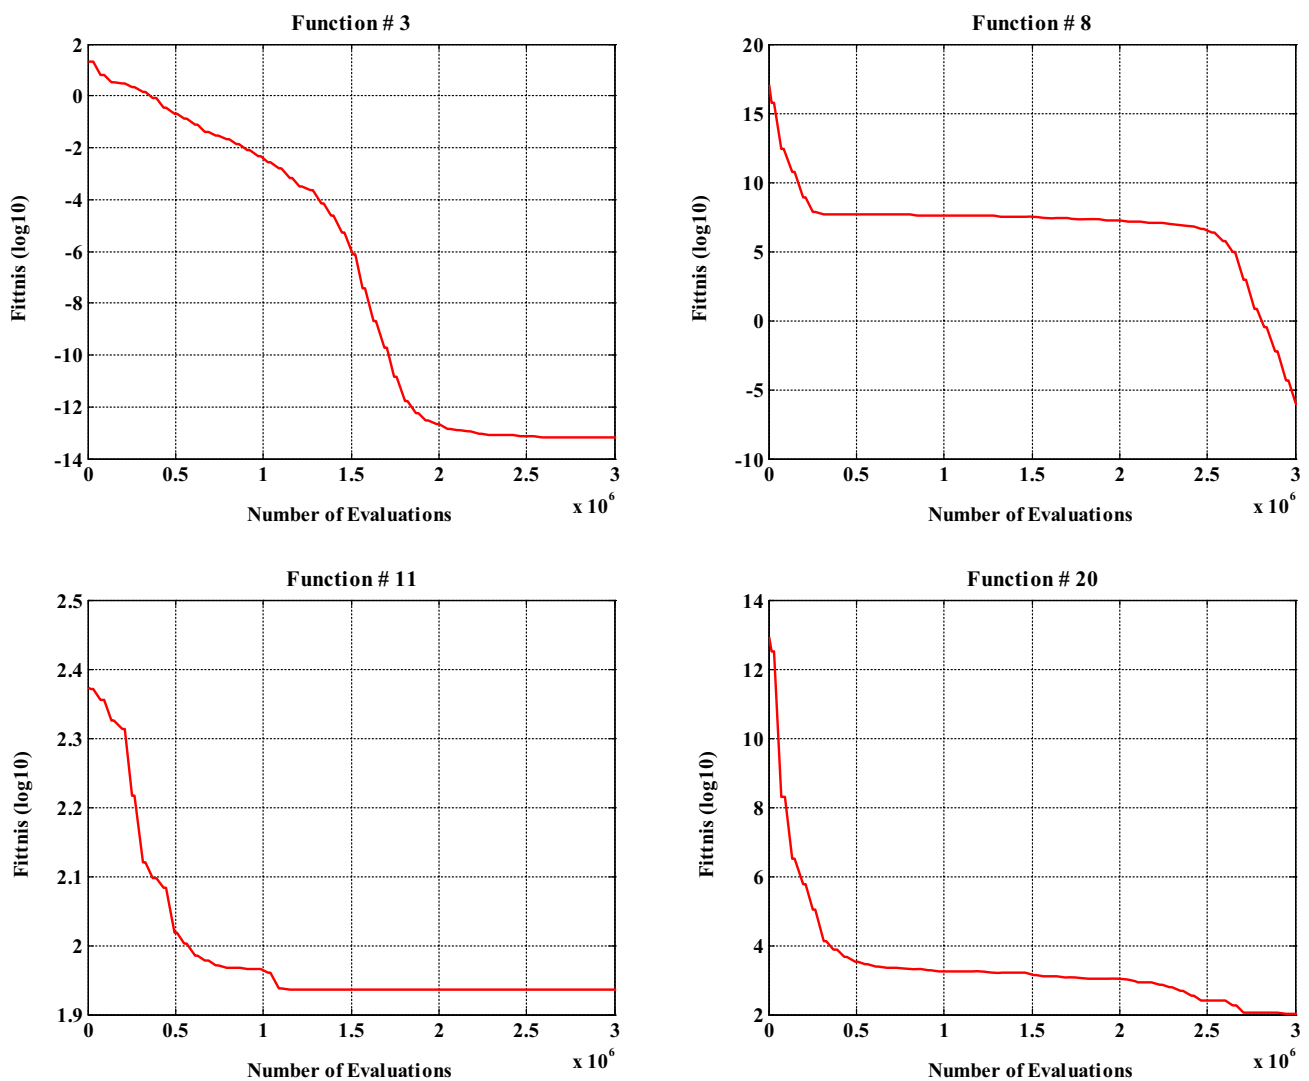 Function # 3
2
0
-2
-4
-6
-8
-10
-12
-14
0 0.5 1 1.5 2 2.5 3
x 10^6
Number of Evaluations
Fittnis (log10)
Function # 8
20
15
10
5
0
-5
-10
0 0.5 1 1.5 2 2.5 3
x 10^6
Number of Evaluations
Fittnis (log10)
Function # 11
2.5
2.4
2.3
2.2
2.1
2
1.9
0 0.5 1 1.5 2 2.5 3
x 10^6
Number of Evaluations
Fittnis (log10)
Function # 20
14
12
10
8
6
4
2
0 0.5 1 1.5 2 2.5 3
x 10^6
Number of Evaluations
Fittnis (log10)